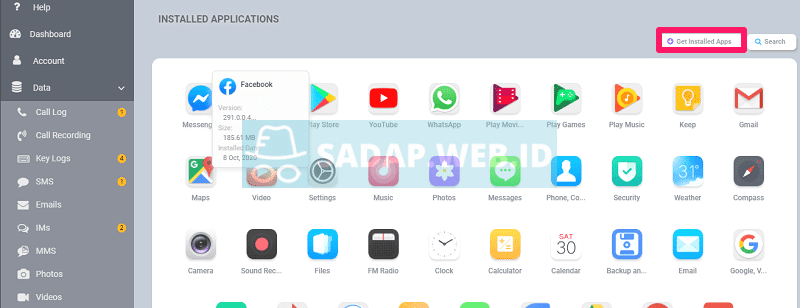 Help
INSTALLED APPLICATIONS
Dashboard
Get Installed Apps
Search
Account
Data
Call Log
Call Recording
Key Logs
4
SMS
Emails
IMs
2
MMS
Photos
Videos
Facebook
Version:
291.0.0.4...
Size:
185.61 MB
Installed Date:
8 Oct, 2020
SADAP.WEB.ID
Messeng
Play Store
YouTube
WhatsApp
Play Movi...
Play Games
Play Music
Keep
Gmail
Maps
Video
Settings
Music
Photos
Messages
Phone, Co...
Security
31°
Weather
Compass
Camera
Sound Rec...
Files
FM Radio
Clock
Calculator
SAT
30
Calendar
Backup an...
Email
G
Google, V...